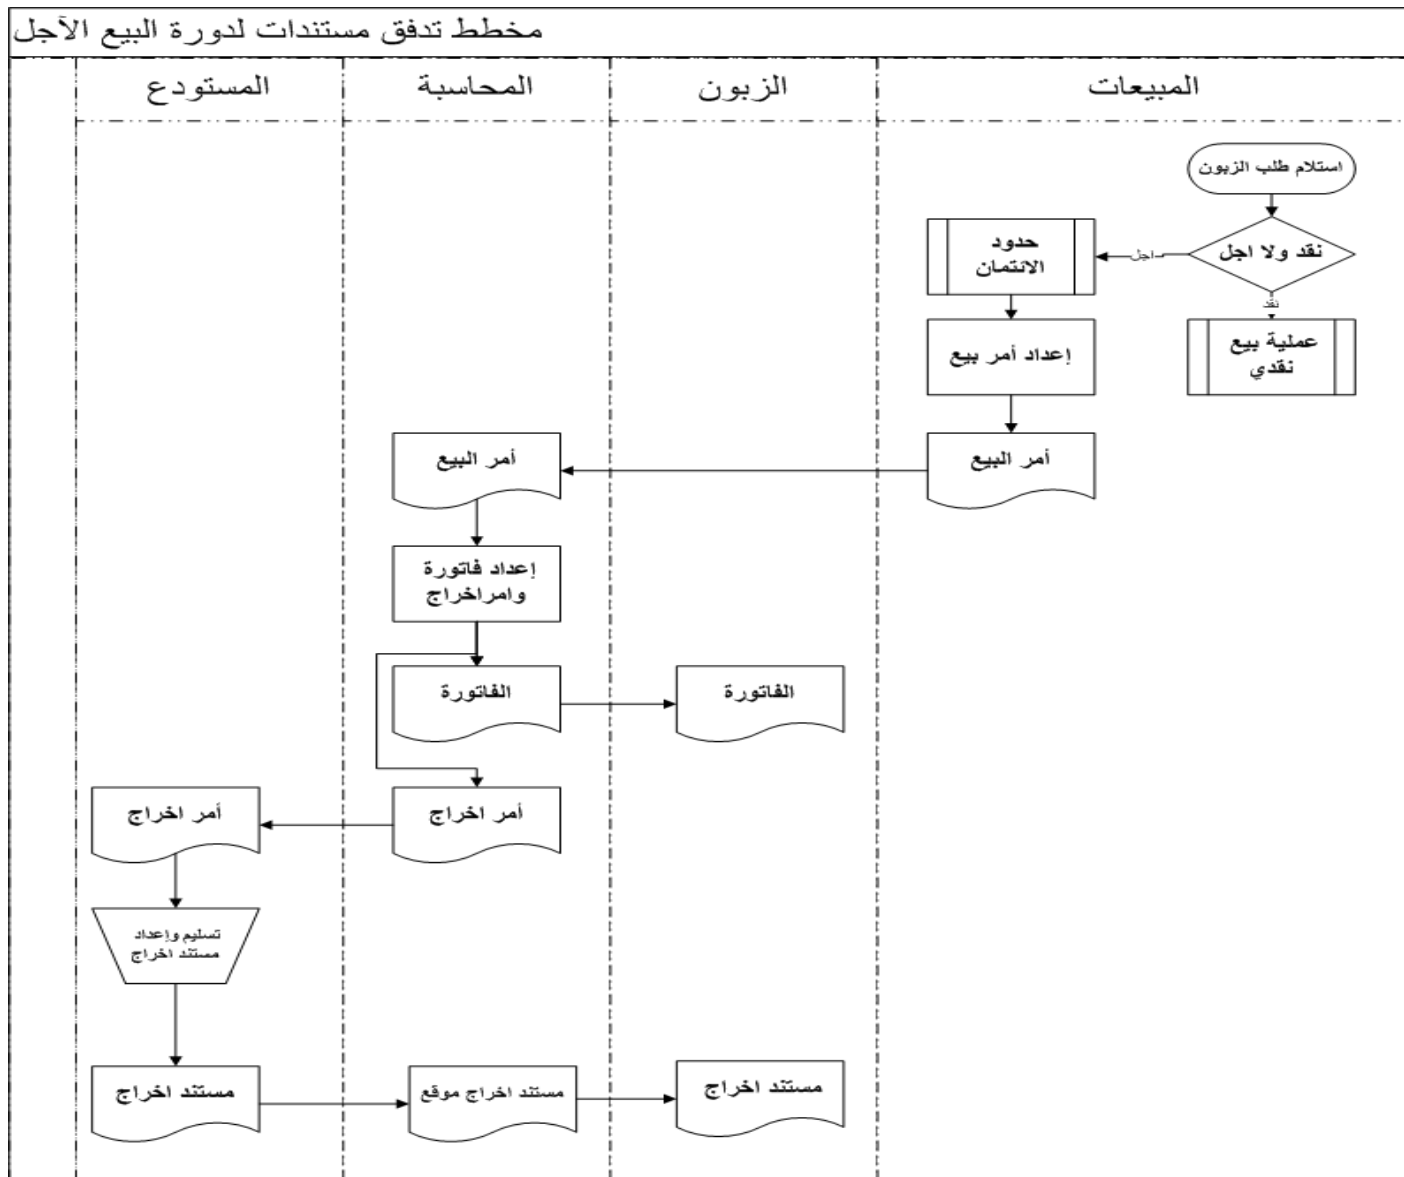 مخطط تدفق مستندات لدورة البيع الآجل
المبيعات
الزبون
المحاسبة
المستودع
استلام طلب الزبون
نقد ولا اجل
اجل
نقد
حدود
الائتمان
عملية بيع
نقدي
إعداد أمر بيع
أمر البيع
أمر البيع
إعداد فاتورة
وامراخراج
الفاتورة
الفاتورة
أمر اخراج
أمر اخراج
تسليم وإعداد
مستند اخراج
مستند اخراج
مستند اخراج موقع
مستند اخراج